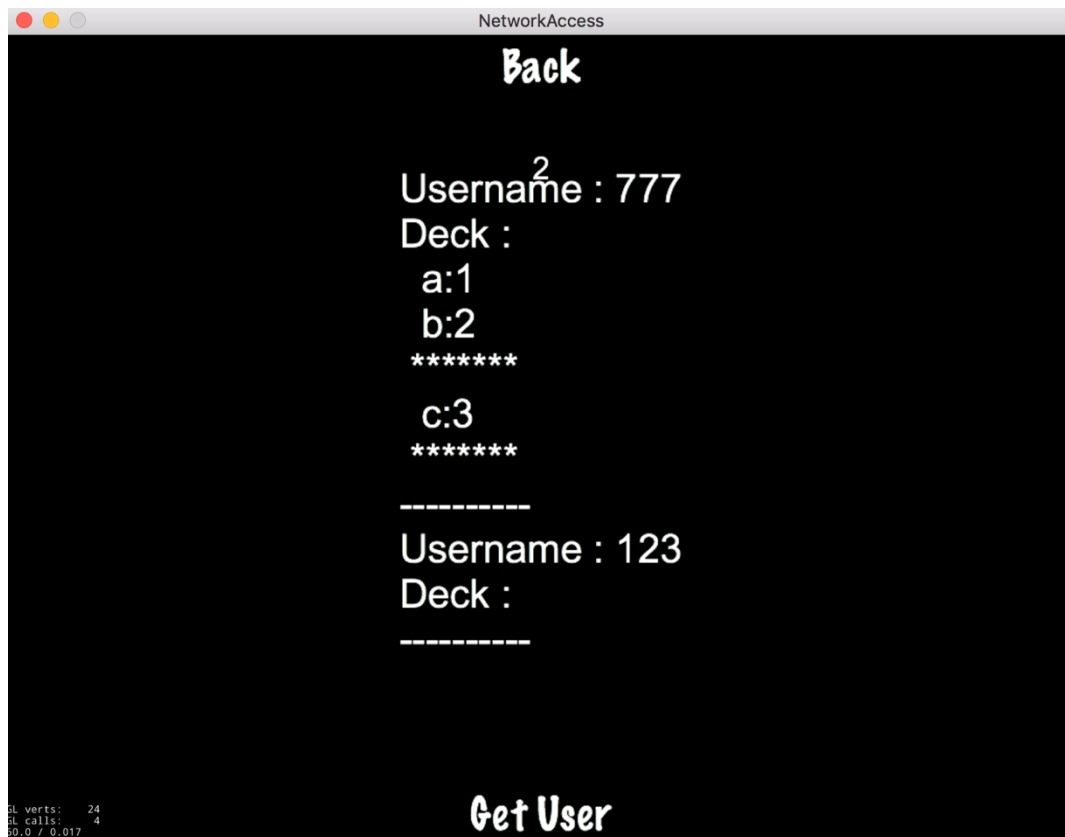 NetworkAccess
Back
2
Username : 777
Deck :
a:1
b:2
*******
c:3
*******
----------
Username : 123
Deck :
----------
Get User
GL verts: 24
GL calls: 4
60.0 / 0.017